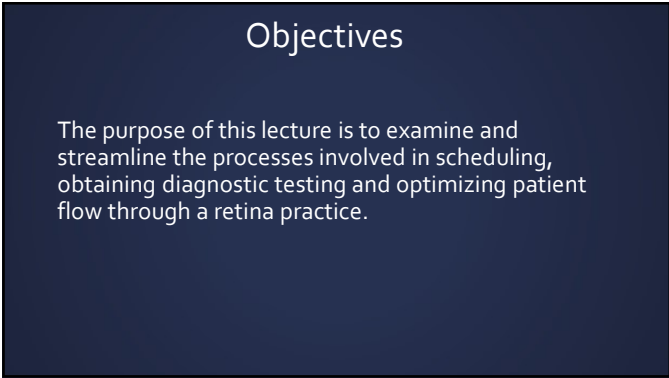 Objectives
The purpose of this lecture is to examine and
streamline the processes involved in scheduling,
obtaining diagnostic testing and optimizing patient
flow through a retina practice.